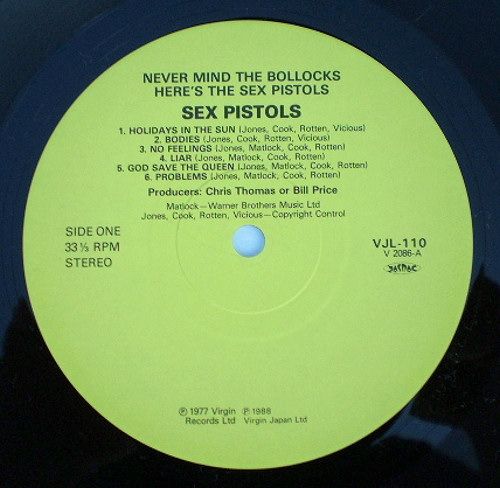 NEVER MIND THE BOLLOCKS
HERE'S THE SEX PISTOLS
SEX PISTOLS
1. HOLIDAYS IN THE SUN (Jones, Cook, Rotten, Vicious)
2. BODIES (Jones, Cook, Rotten, Vicious)
3. NO FEELINGS (Jones, Matlock, Cook, Rotten)
4. LIAR (Jones, Matlock, Cook, Rotten)
5. GOD SAVE THE QUEEN (Jones, Matlock, Cook, Rotten)
6. PROBLEMS (Jones, Matlock, Cook, Rotten)
Producers: Chris Thomas or Bill Price
Matlock—Warner Brothers Music Ltd
Jones, Cook, Rotten, Vicious—Copyright Control
SIDE ONE
33⅓ RPM
STEREO
VJL-110
V 2086-A
JASRAC
℗ 1977 Virgin Records Ltd
℗ 1988 Virgin Japan Ltd